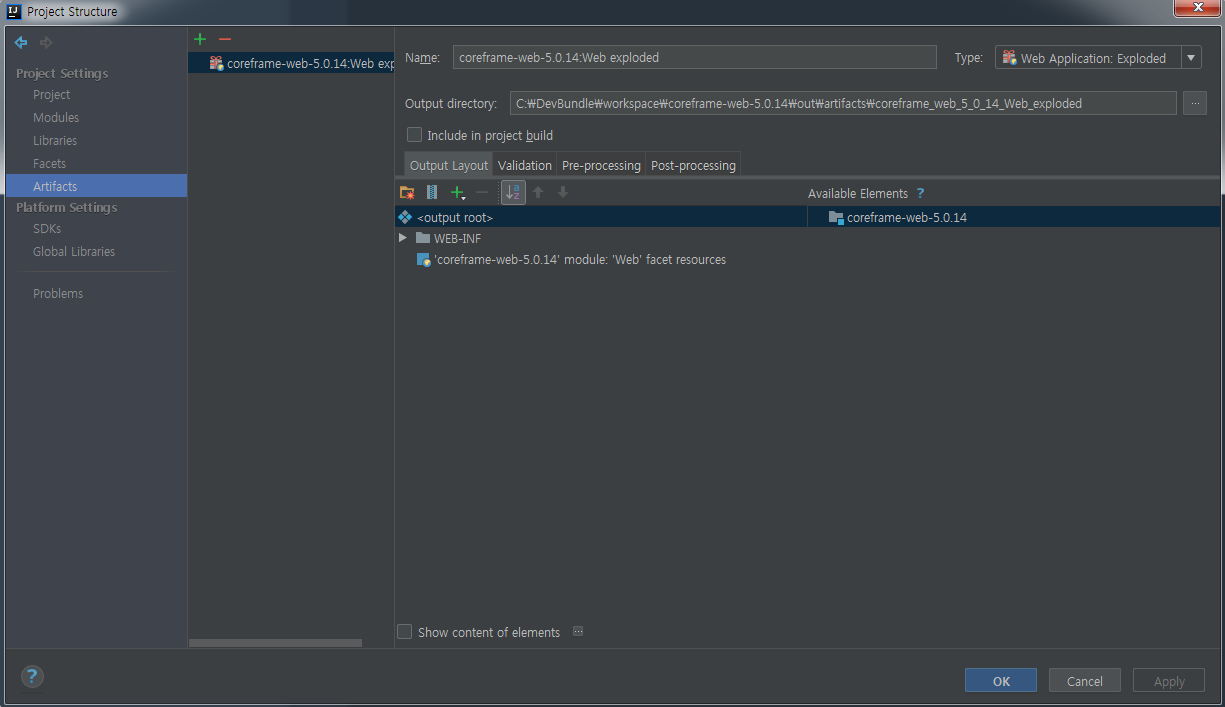 Project Structure
Project Settings
Project
Modules
Libraries
Facets
Artifacts
Platform Settings
SDKs
Global Libraries
Problems
coreframe-web-5.0.14:Web exp
Name: coreframe-web-5.0.14:Web exploded Type: Web Application: Exploded
Output directory: C:₩DevBundle₩workspace₩coreframe-web-5.0.14₩out₩artifacts₩coreframe_web_5_0_14_Web_exploded ...
Include in project build
Output Layout Validation Pre-processing Post-processing
Available Elements ?
<output root> coreframe-web-5.0.14
WEB-INF
'coreframe-web-5.0.14' module: 'Web' facet resources
Show content of elements ...
? OK Cancel Apply